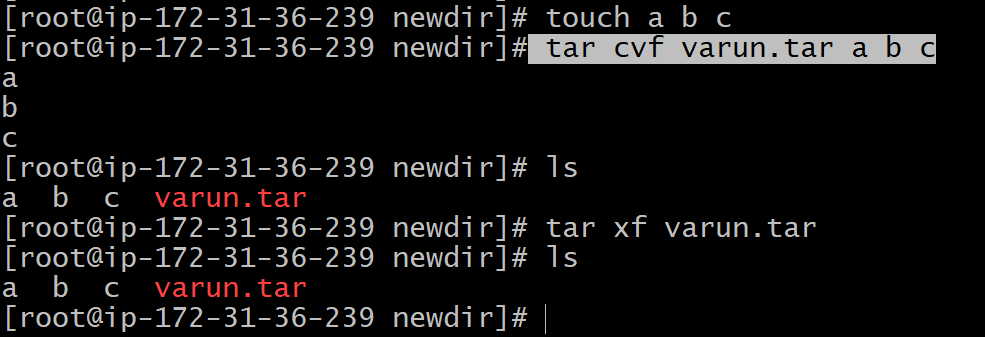 [root@ip-172-31-36-239 newdir]# touch a b c
[root@ip-172-31-36-239 newdir]# tar cvf varun.tar a b c
a
b
c
[root@ip-172-31-36-239 newdir]# ls
a  b  c  varun.tar
[root@ip-172-31-36-239 newdir]# tar xf varun.tar
[root@ip-172-31-36-239 newdir]# ls
a  b  c  varun.tar
[root@ip-172-31-36-239 newdir]#